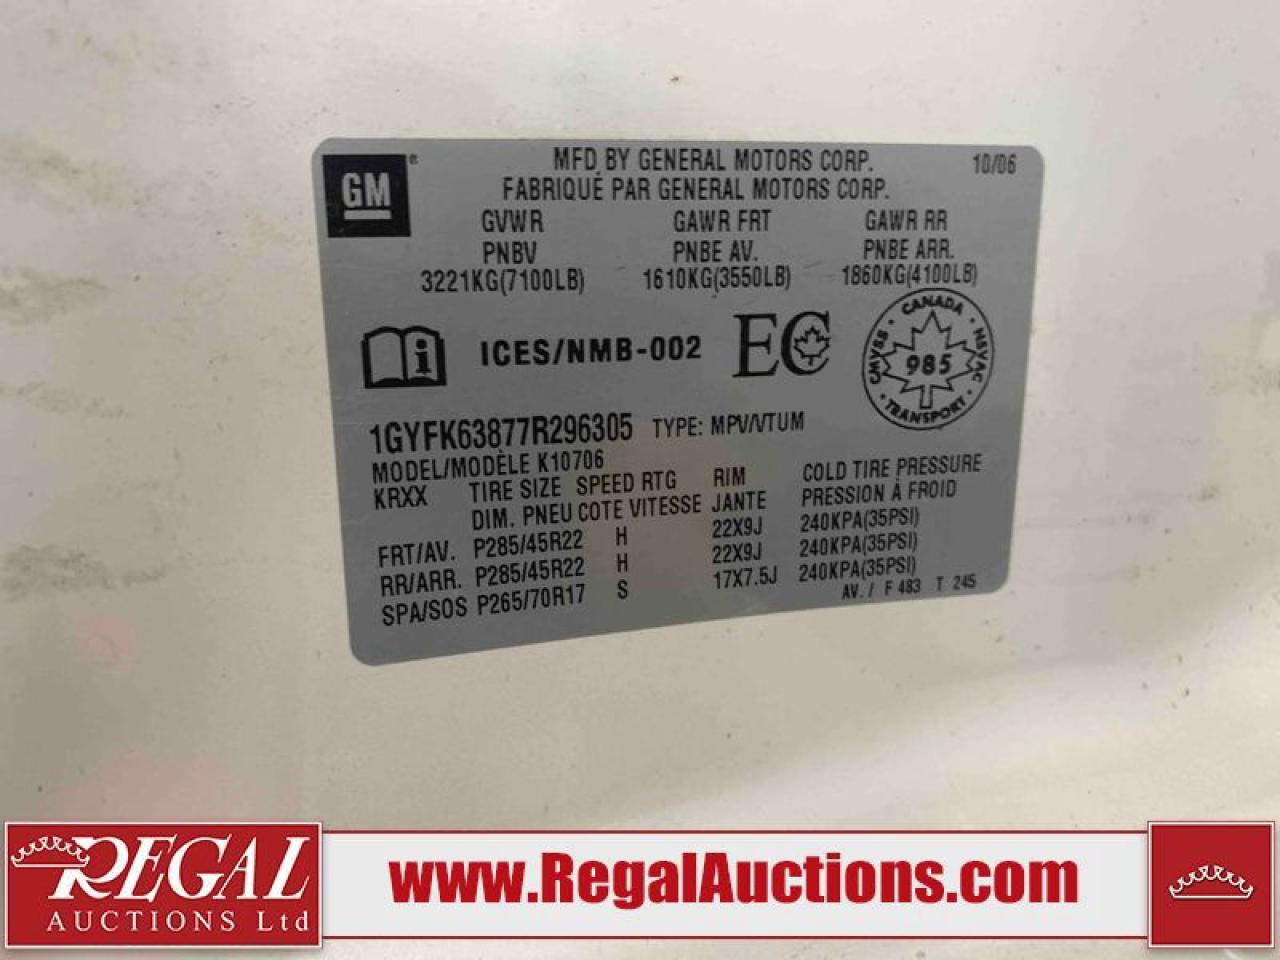 GM®
MFD BY GENERAL MOTORS CORP. 10/06
FABRIQUÉ PAR GENERAL MOTORS CORP.
GVWR GAWR FRT GAWR RR
PNBV PNBE AV. PNBE ARR.
3221KG(7100LB) 1610KG(3550LB) 1860KG(4100LB)
i ICES/NMB-002 EC
CANADA
CMVSS 985 NSVAC
TRANSPORT
1GYFK63877R296305 TYPE: MPV/VTUM
MODEL/MODÈLE K10706
KRXX TIRE SIZE SPEED RTG RIM COLD TIRE PRESSURE
DIM. PNEU COTE VITESSE JANTE PRESSION À FROID
FRT/AV. P285/45R22 H 22X9J 240KPA(35PSI)
RR/ARR. P285/45R22 H 22X9J 240KPA(35PSI)
SPA/SOS P265/70R17 S 17X7.5J 240KPA(35PSI)
AV. / F 483 T 245
REGAL
AUCTIONS Ltd
www.RegalAuctions.com